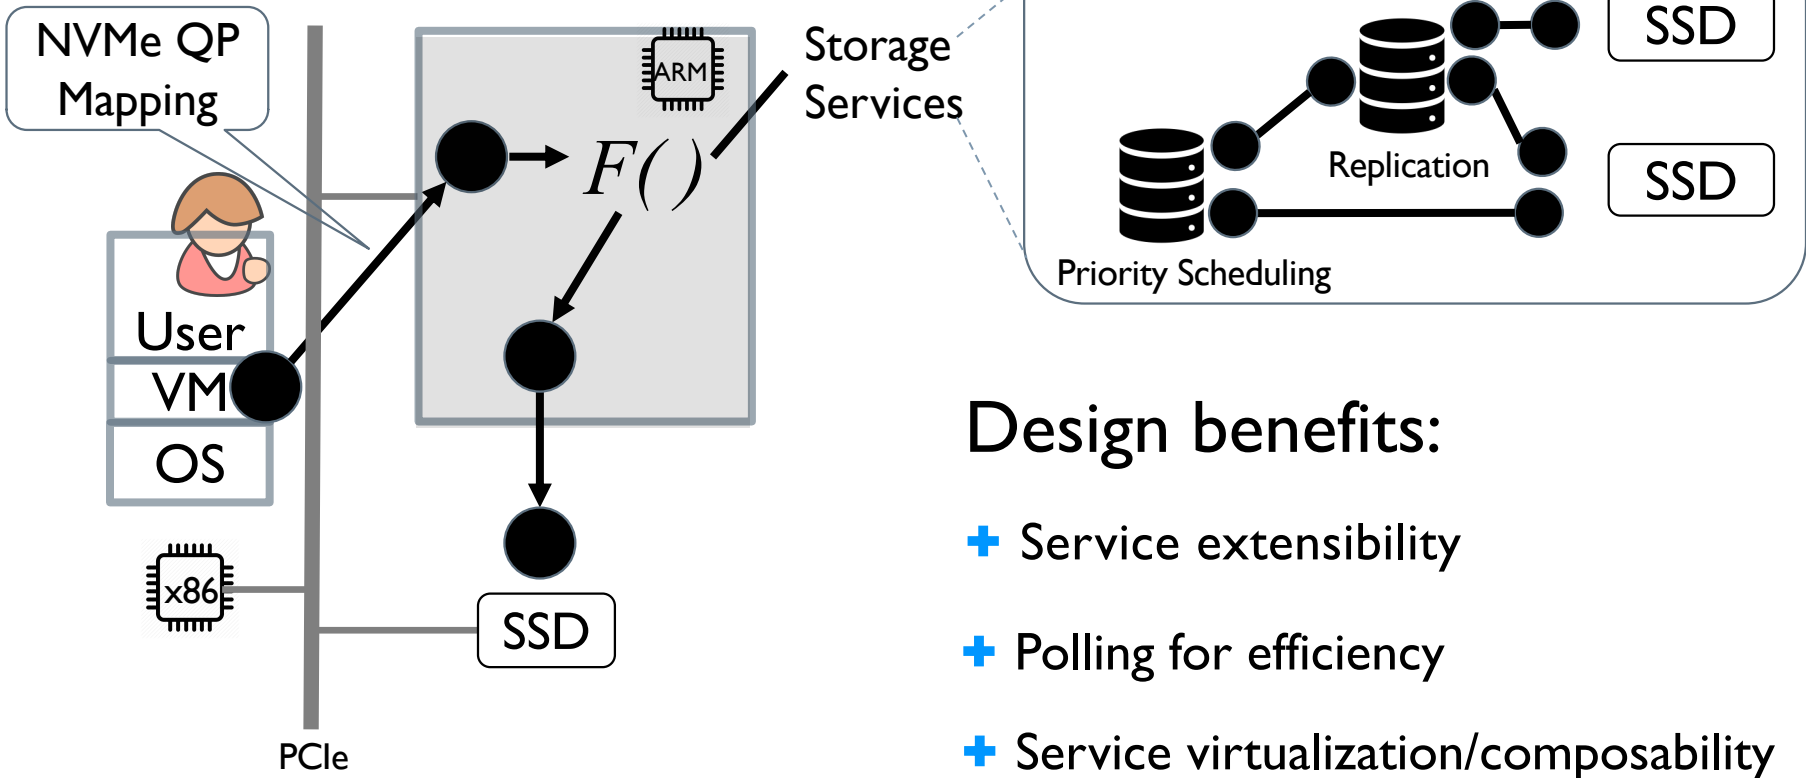 NVMe QP
Mapping
ARM
Storage
Services
F( )
User
VM
OS
x86
SSD
PCIe
SSD
Replication
SSD
Priority Scheduling
Design benefits:
+ Service extensibility
+ Polling for efficiency
+ Service virtualization/composability